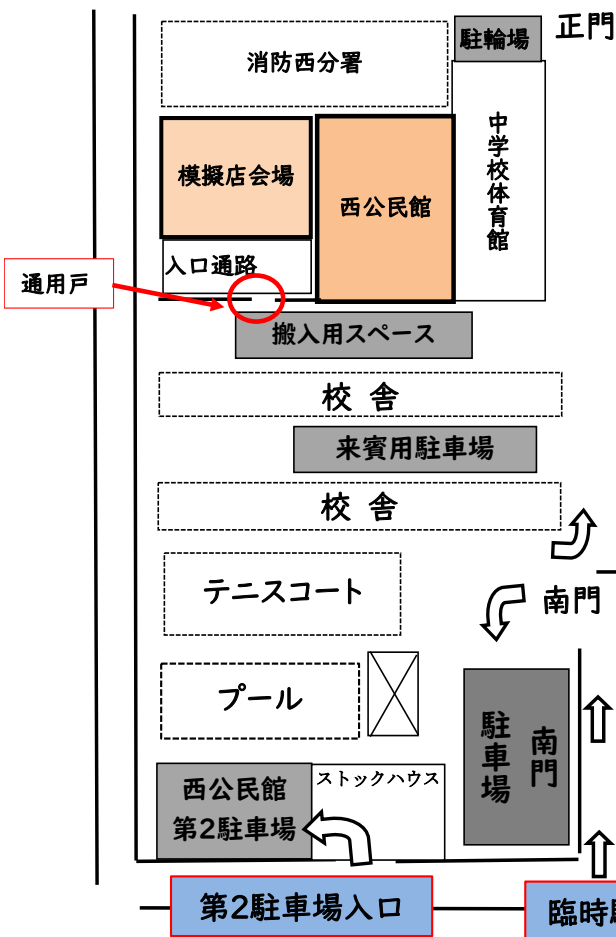 正門
駐輪場
消防西分署
中学校体育館
模擬店会場
西公民館
入口通路
通用戸
搬入用スペース
校 舎
来賓用駐車場
校 舎
テニスコート
南門
プール
南門
駐車場
ストックハウス
西公民館
第2駐車場
第2駐車場入口
臨時